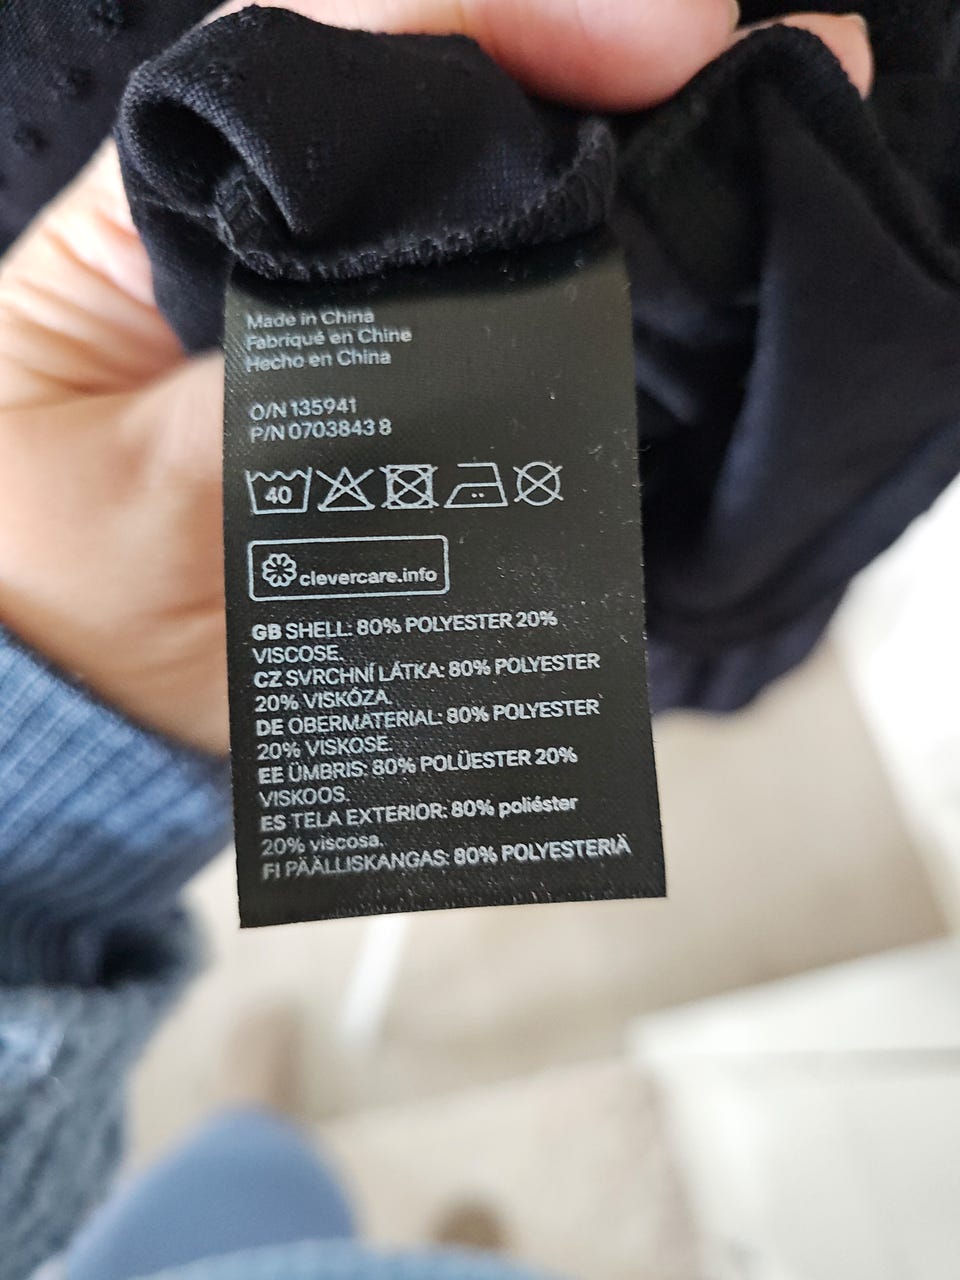 Made in China
Fabriqué en Chine
Hecho en China
O/N 135941
P/N 0703843 8
40
clevercare.info
GB SHELL: 80% POLYESTER 20%
VISCOSE.
CZ SVRCHNÍ LÁTKA: 80% POLYESTER
20% VISKÓZA.
DE OBERMATERIAL: 80% POLYESTER
20% VISKOSE.
EE ÜMBRIS: 80% POLÜESTER 20%
VISKOOS.
ES TELA EXTERIOR: 80% poliéster
20% viscosa.
FI PÄÄLLISKANGAS: 80% POLYESTERIÄ